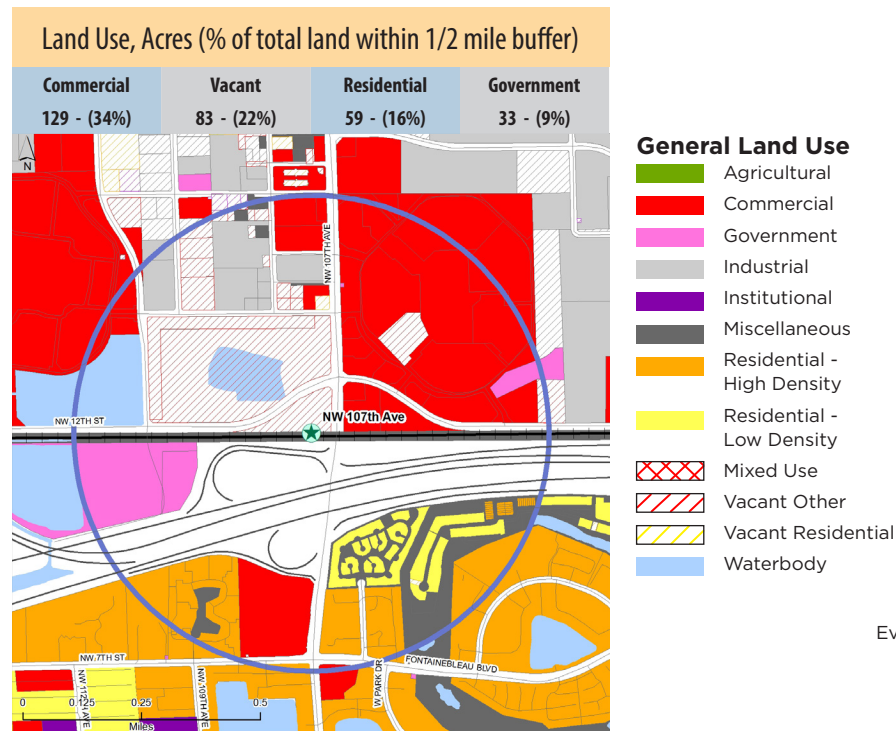 Land Use, Acres (% of total land within 1/2 mile buffer)
Commercial Vacant Residential Government
129 - (34%) 83 - (22%) 59 - (16%) 33 - (9%)
N
NW 107TH AVE
NW 107th Ave
NW 12TH ST
NW 7TH ST
FONTAINEBLEAU BLVD
W PARK DR
NW 112TH AVE
NW 109TH AVE
0 0.125 0.25 0.5
Miles
General Land Use
Agricultural
Commercial
Government
Industrial
Institutional
Miscellaneous
Residential -
High Density
Residential -
Low Density
Mixed Use
Vacant Other
Vacant Residential
Waterbody
Ev